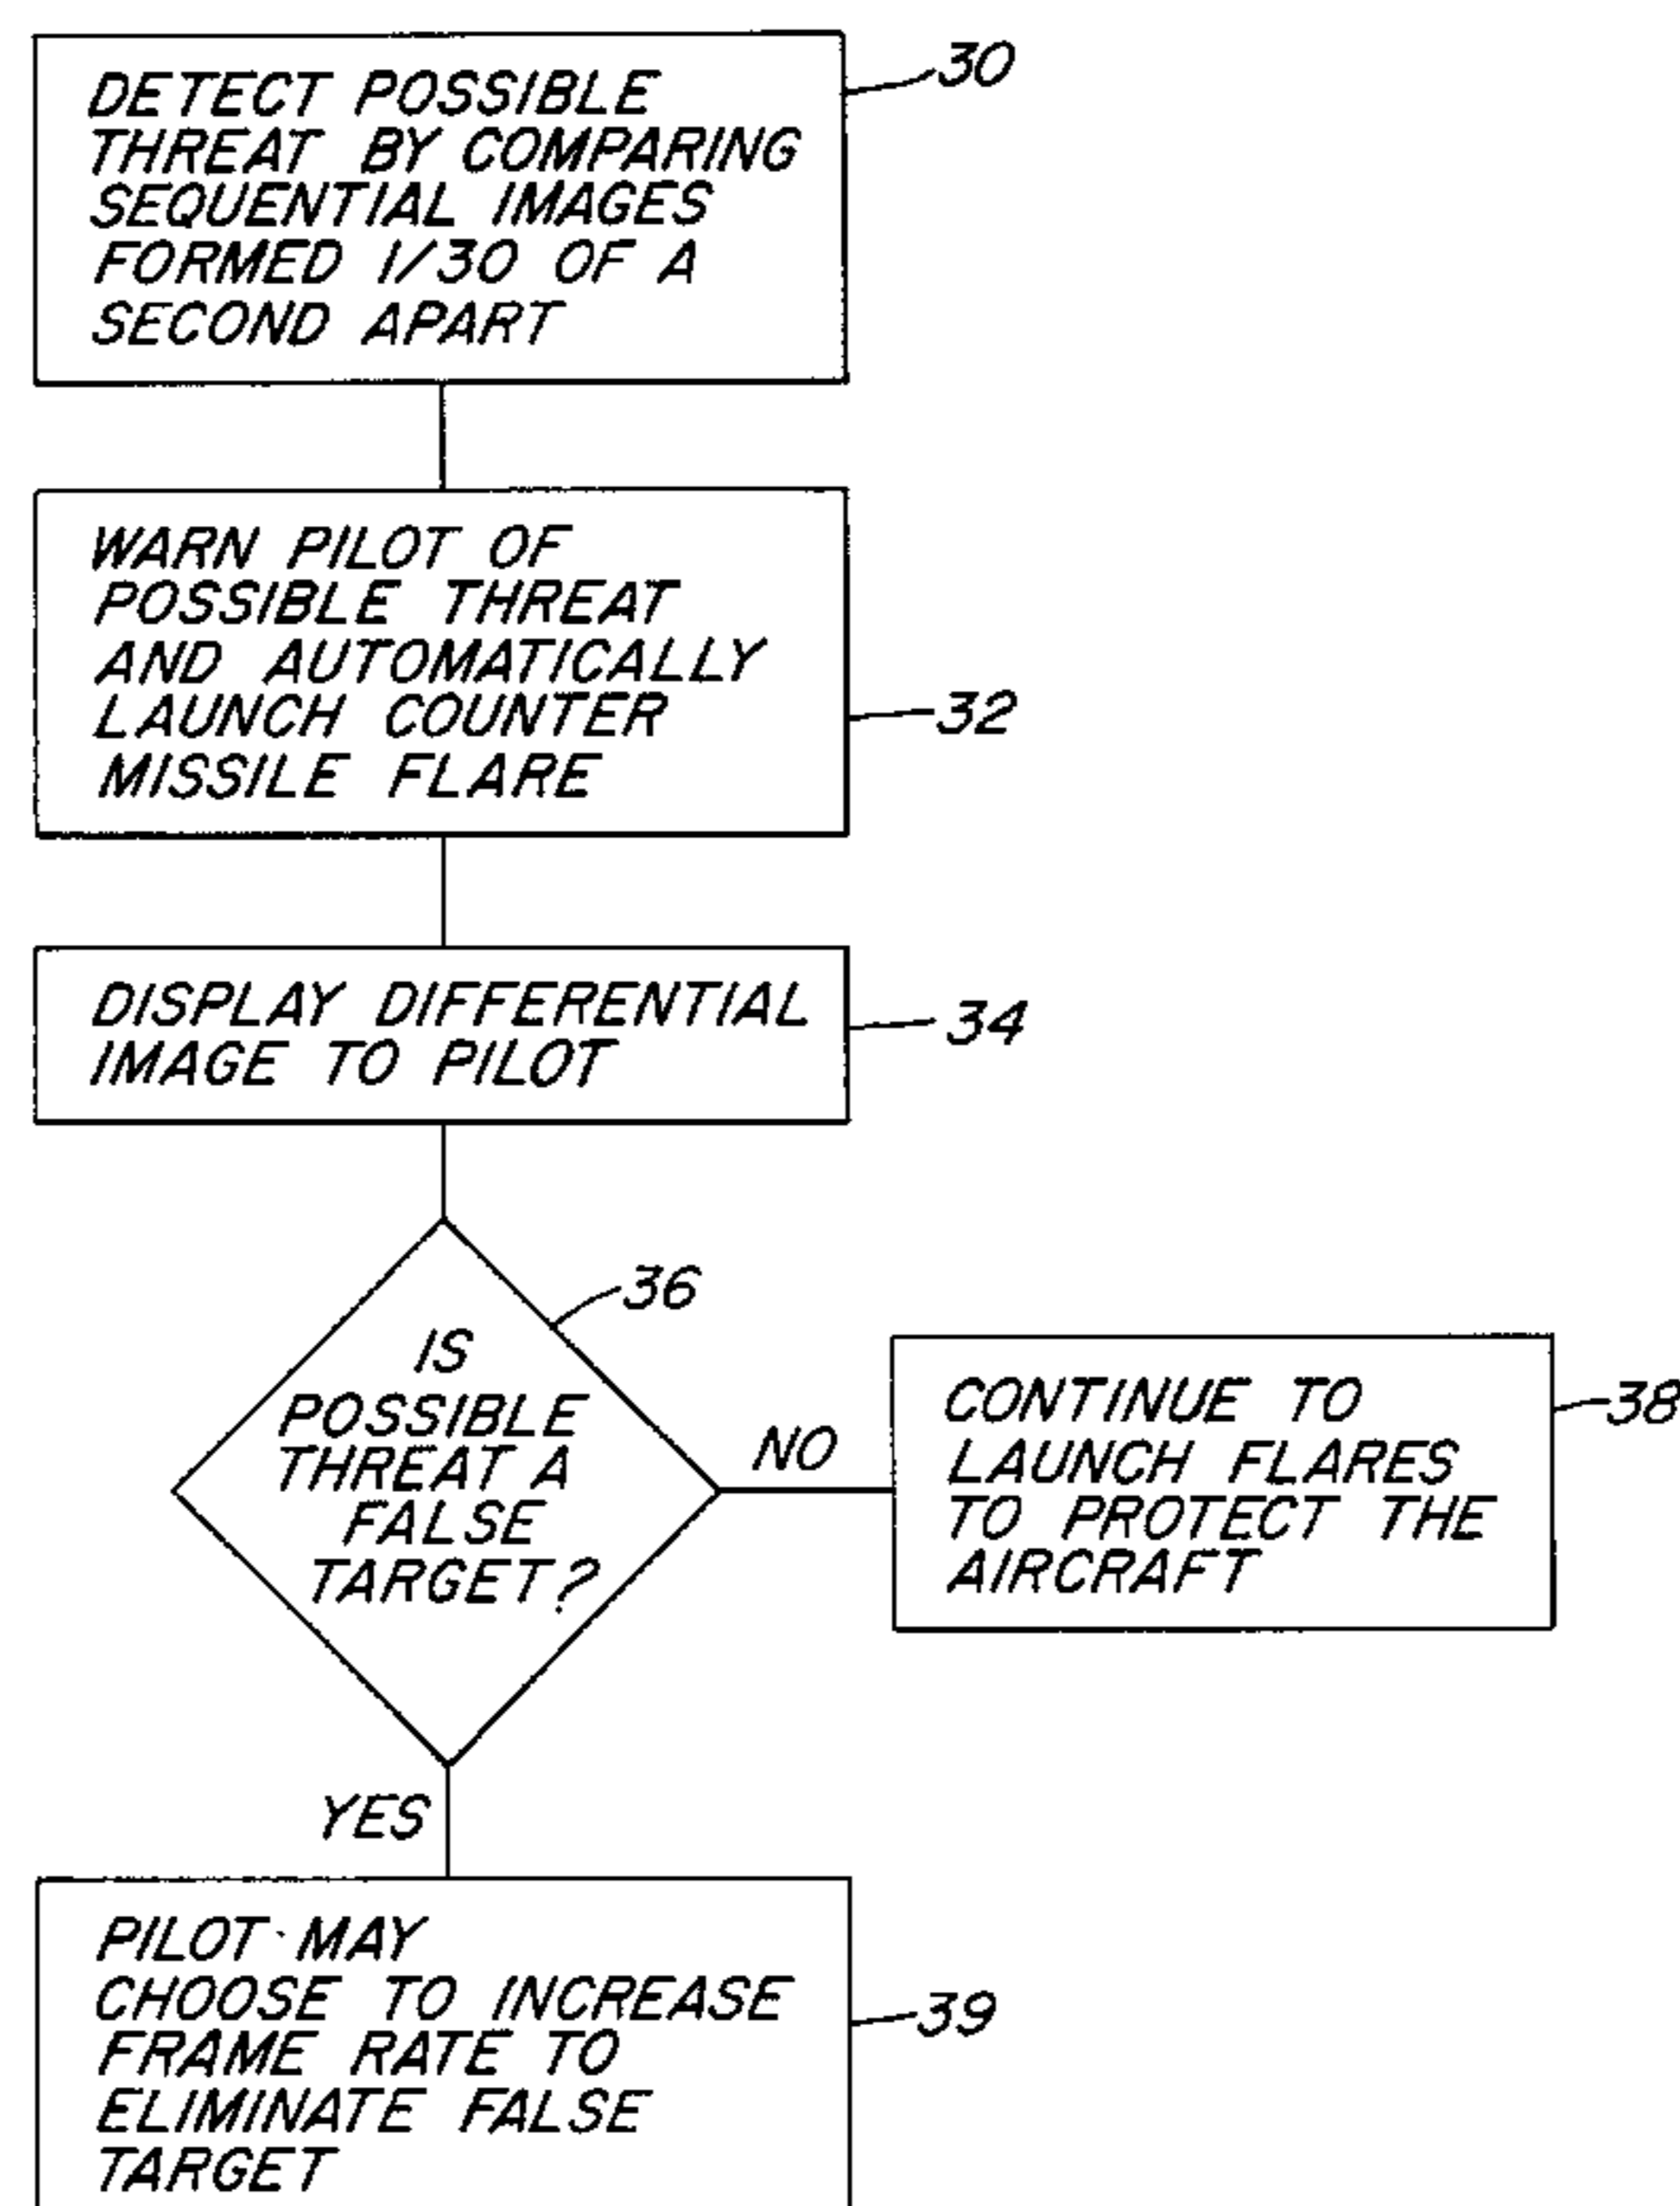 DETECT POSSIBLE
THREAT BY COMPARING
SEQUENTIAL IMAGES
FORMED 1/30 OF A
SECOND APART
30
WARN PILOT OF
POSSIBLE THREAT
AND AUTOMATICALLY
LAUNCH COUNTER
MISSILE FLARE
32
DISPLAY DIFFERENTIAL
IMAGE TO PILOT
34
36
IS
POSSIBLE
THREAT A
FALSE
TARGET?
NO
CONTINUE TO
LAUNCH FLARES
TO PROTECT THE
AIRCRAFT
38
YES
PILOT MAY
CHOOSE TO INCREASE
FRAME RATE TO
ELIMINATE FALSE
TARGET
39